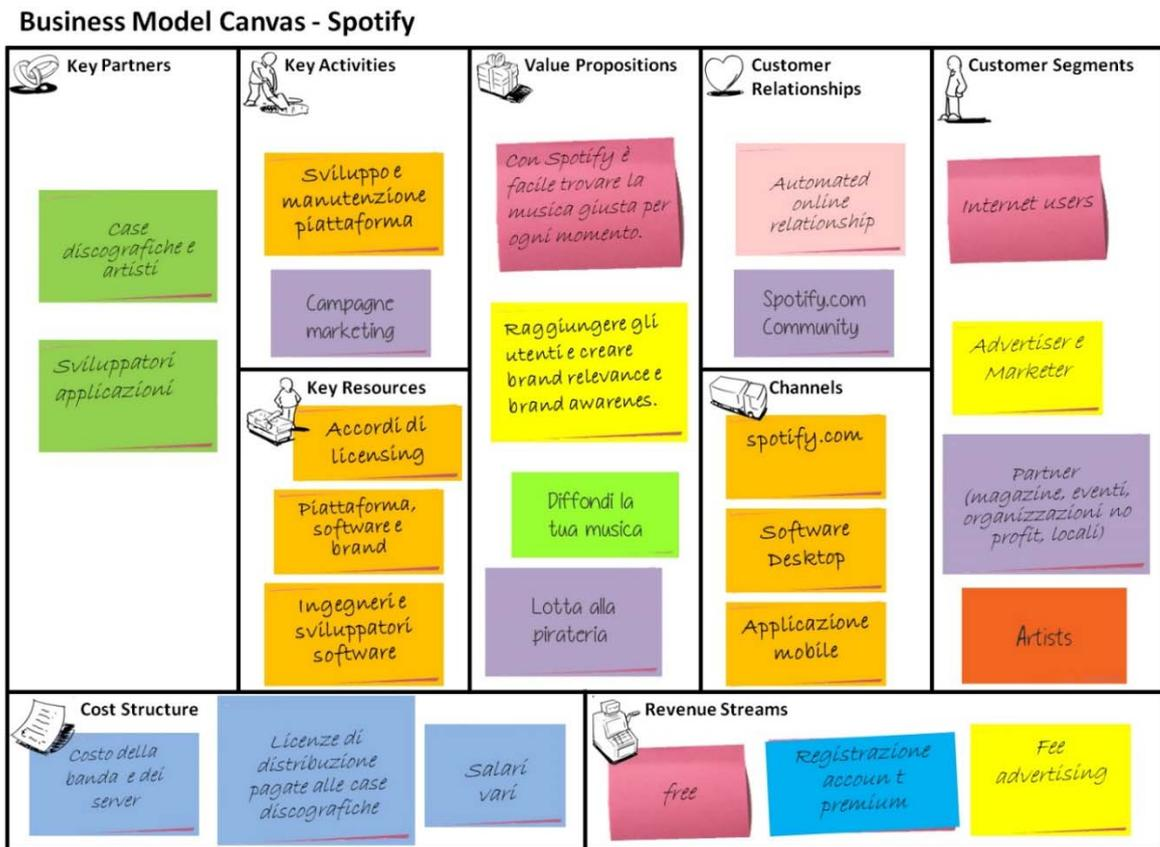 Business Model Canvas - Spotify
Key Partners
Case
discografiche e
artisti
Sviluppatori
applicazioni
Key Activities
Sviluppo e
manutenzione
piattaforma
Campagne
marketing
Key Resources
Accordi di
licensing
Piattaforma,
software e
brand
Ingegneri e
sviluppatori
software
Value Propositions
Con Spotify è
facile trovare la
musica giusta per
ogni momento.
Raggiungere gli
utenti e creare
brand relevance e
brand awarenes.
Diffondi la
tua musica
Lotta alla
pirateria
Customer
Relationships
Automated
online
relationship
Spotify.com
Community
Channels
spotify.com
Software
Desktop
Applicazione
mobile
Customer Segments
Internet users
Advertiser e
Marketer
Partner
(magazine, eventi,
organizzazioni no
profit, locali)
Artists
Cost Structure
Costo della
banda e dei
server
Licenze di
distribuzione
pagate alle case
discografiche
Salari
vari
Revenue Streams
free
Registrazione
accoun t
premium
Fee
advertising